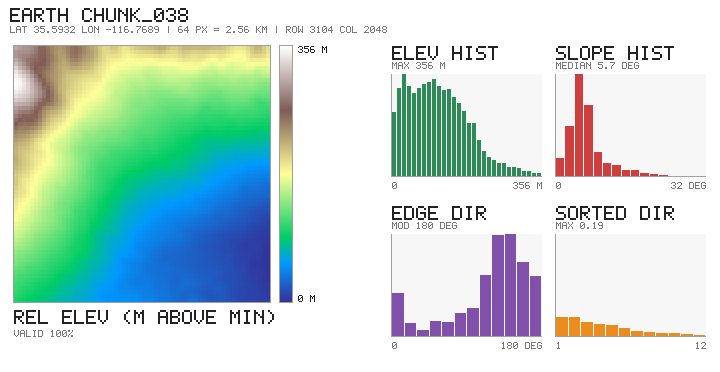 EARTH CHUNK_038
LAT 35.5932 LON -116.7689 | 64 PX = 2.56 KM | ROW 3104 COL 2048
356 M
0 M
REL ELEV (M ABOVE MIN)
VALID 100%
ELEV HIST
MAX 356 M
0 356 M
SLOPE HIST
MEDIAN 5.7 DEG
0 32 DEG
EDGE DIR
MOD 180 DEG
0 180 DEG
SORTED DIR
MAX 0.19
1 12